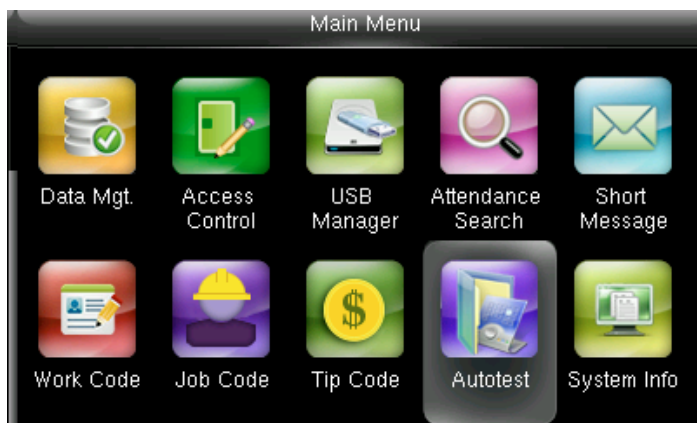 Main Menu
Data Mgt.
Access
Control
USB
Manager
Attendance
Search
Short
Message
Work Code
Job Code
Tip Code
$
Autotest
System Info